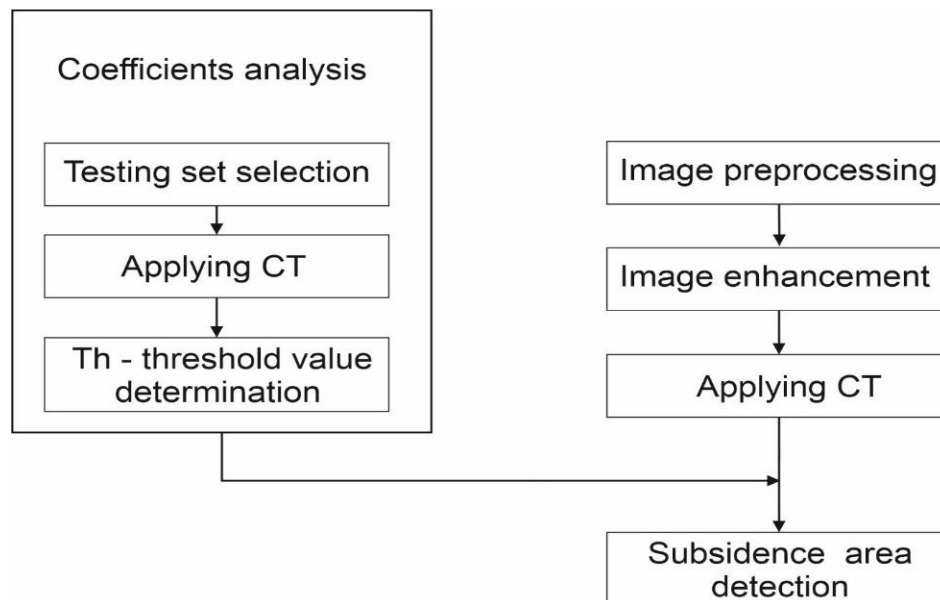 Coefficients analysis
Testing set selection
Applying CT
Th - threshold value
determination
Image preprocessing
Image enhancement
Applying CT
Subsidence area
detection